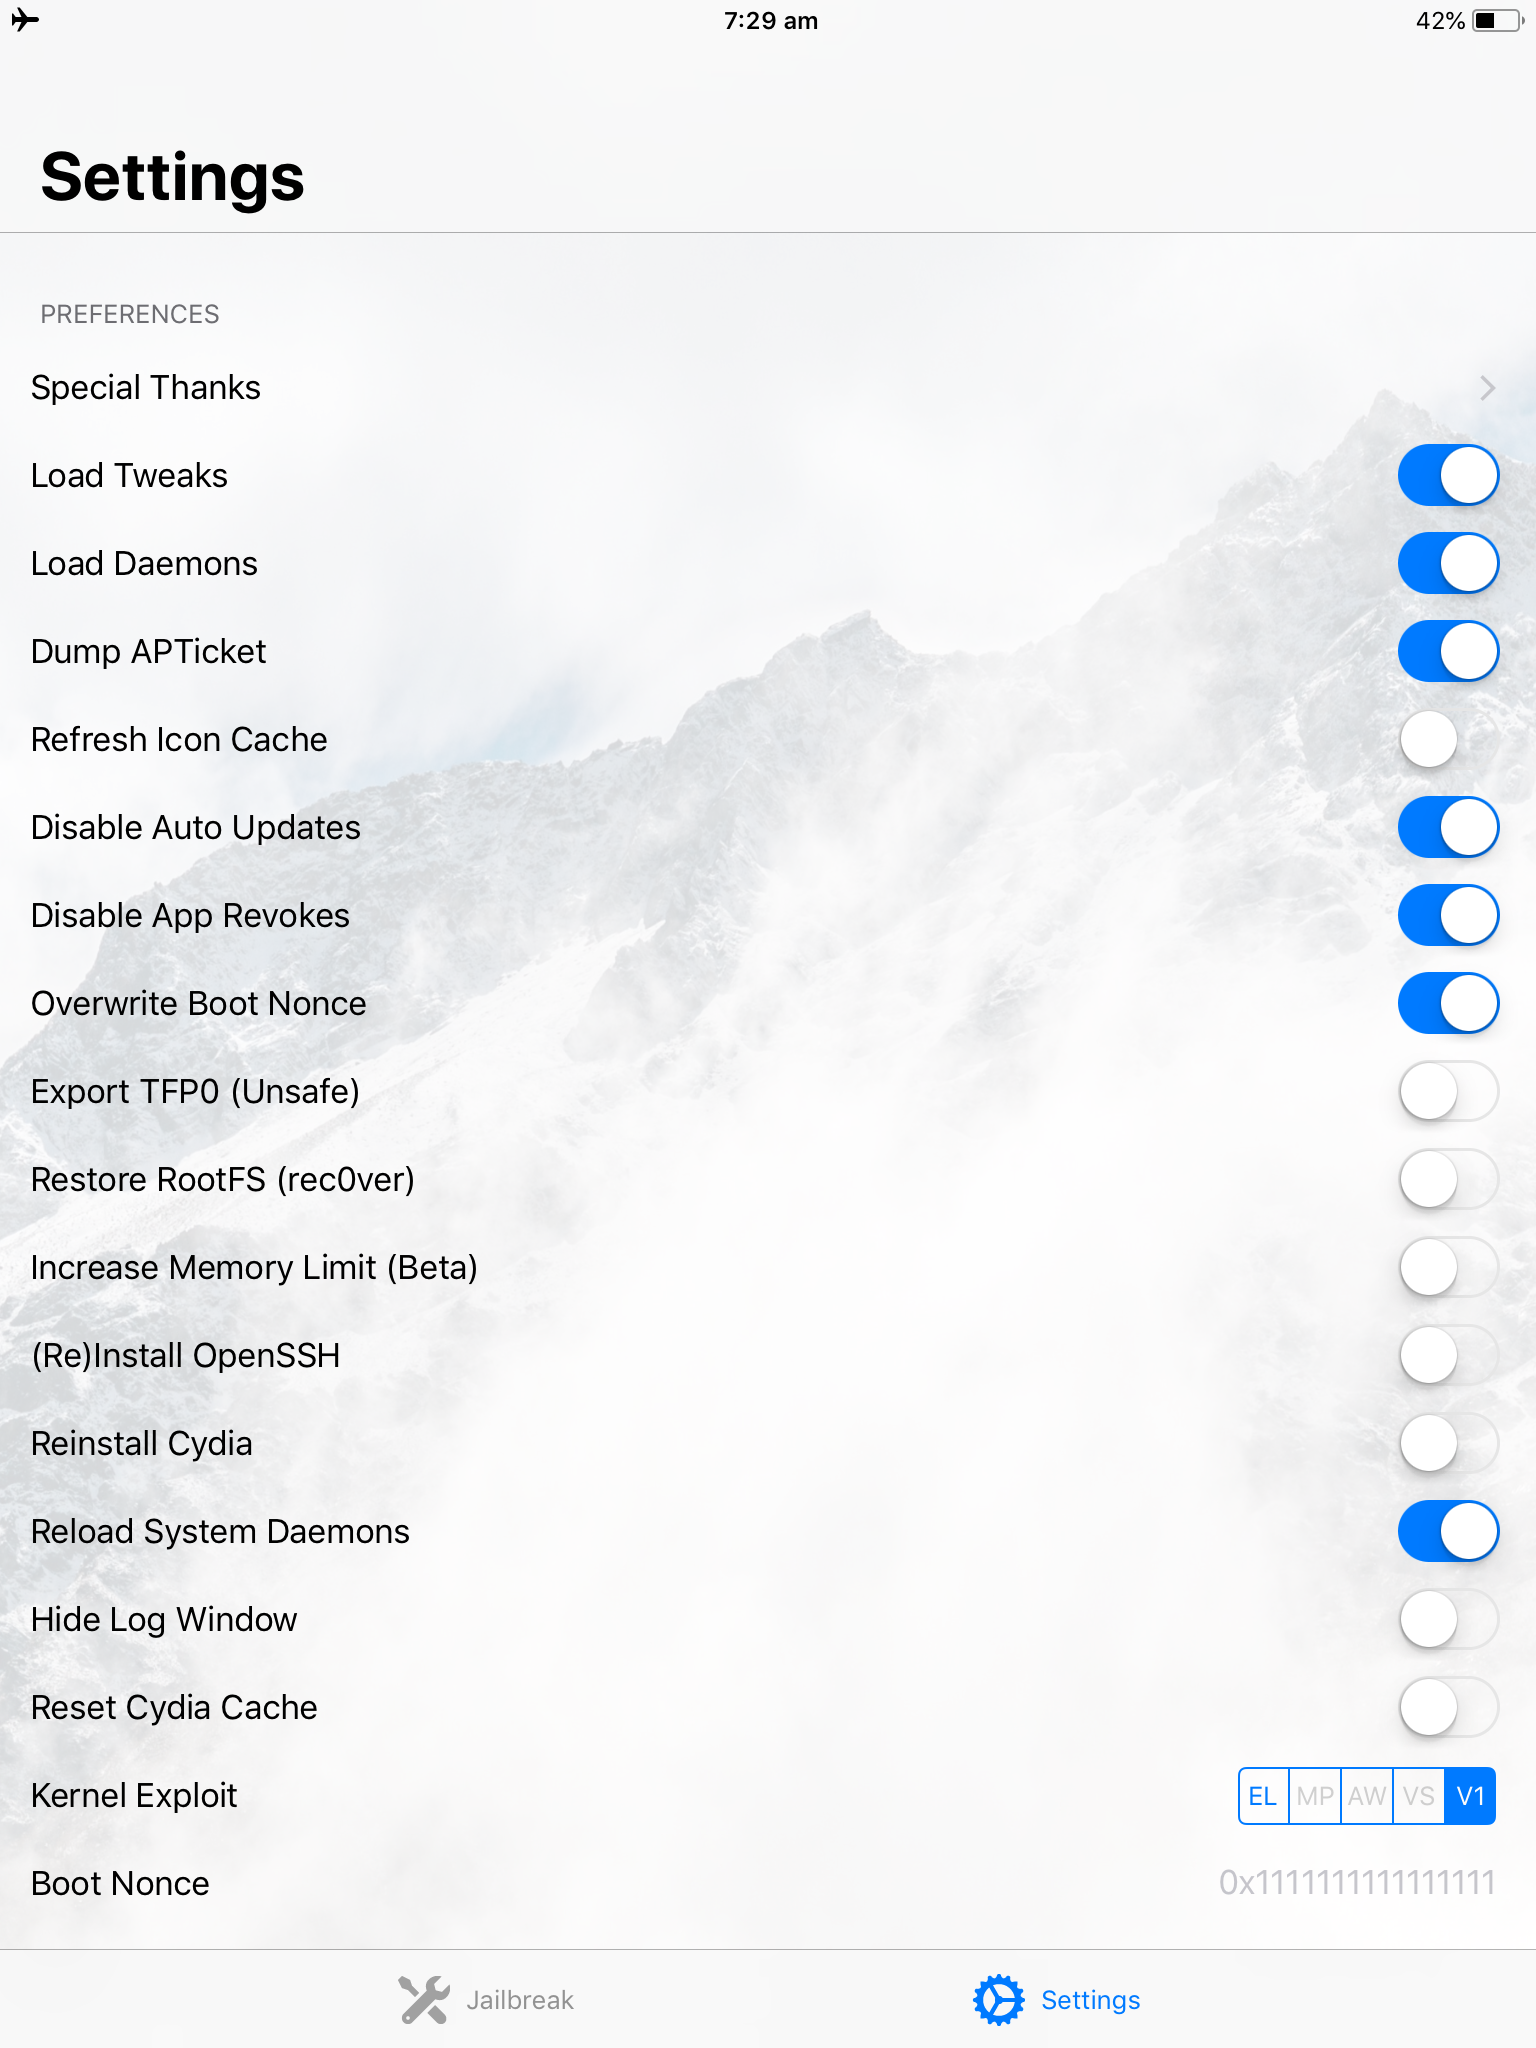 7:29 am
42%
Settings
PREFERENCES
Special Thanks
Load Tweaks
Load Daemons
Dump APTicket
Refresh Icon Cache
Disable Auto Updates
Disable App Revokes
Overwrite Boot Nonce
Export TFP0 (Unsafe)
Restore RootFS (rec0ver)
Increase Memory Limit (Beta)
(Re)Install OpenSSH
Reinstall Cydia
Reload System Daemons
Hide Log Window
Reset Cydia Cache
Kernel Exploit EL MP AW VS V1
Boot Nonce 0x1111111111111111
Jailbreak Settings